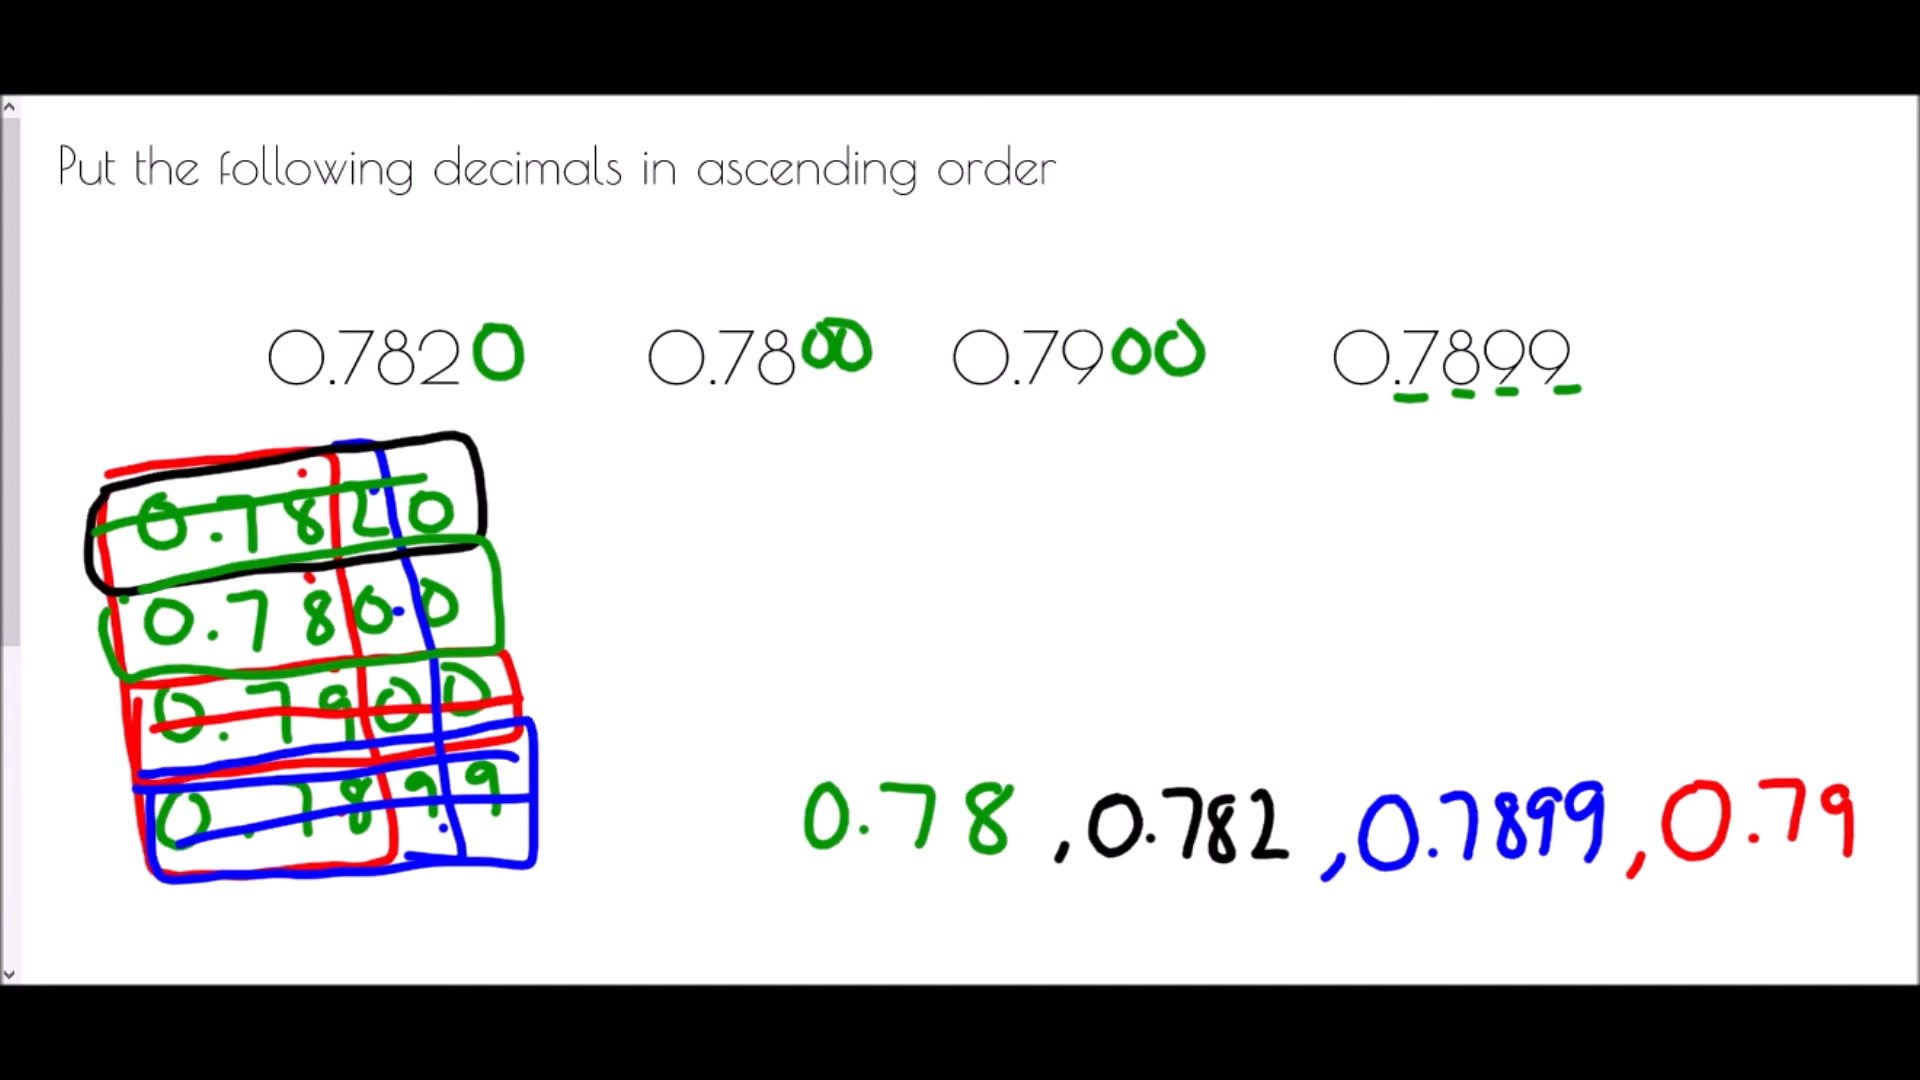 Put the following decimals in ascending order
0.7820 0.7800 0.7900 0.7899
0.7820
0.7800
0.7900
0.7899
0.78 , 0.782 , 0.7899 , 0.79